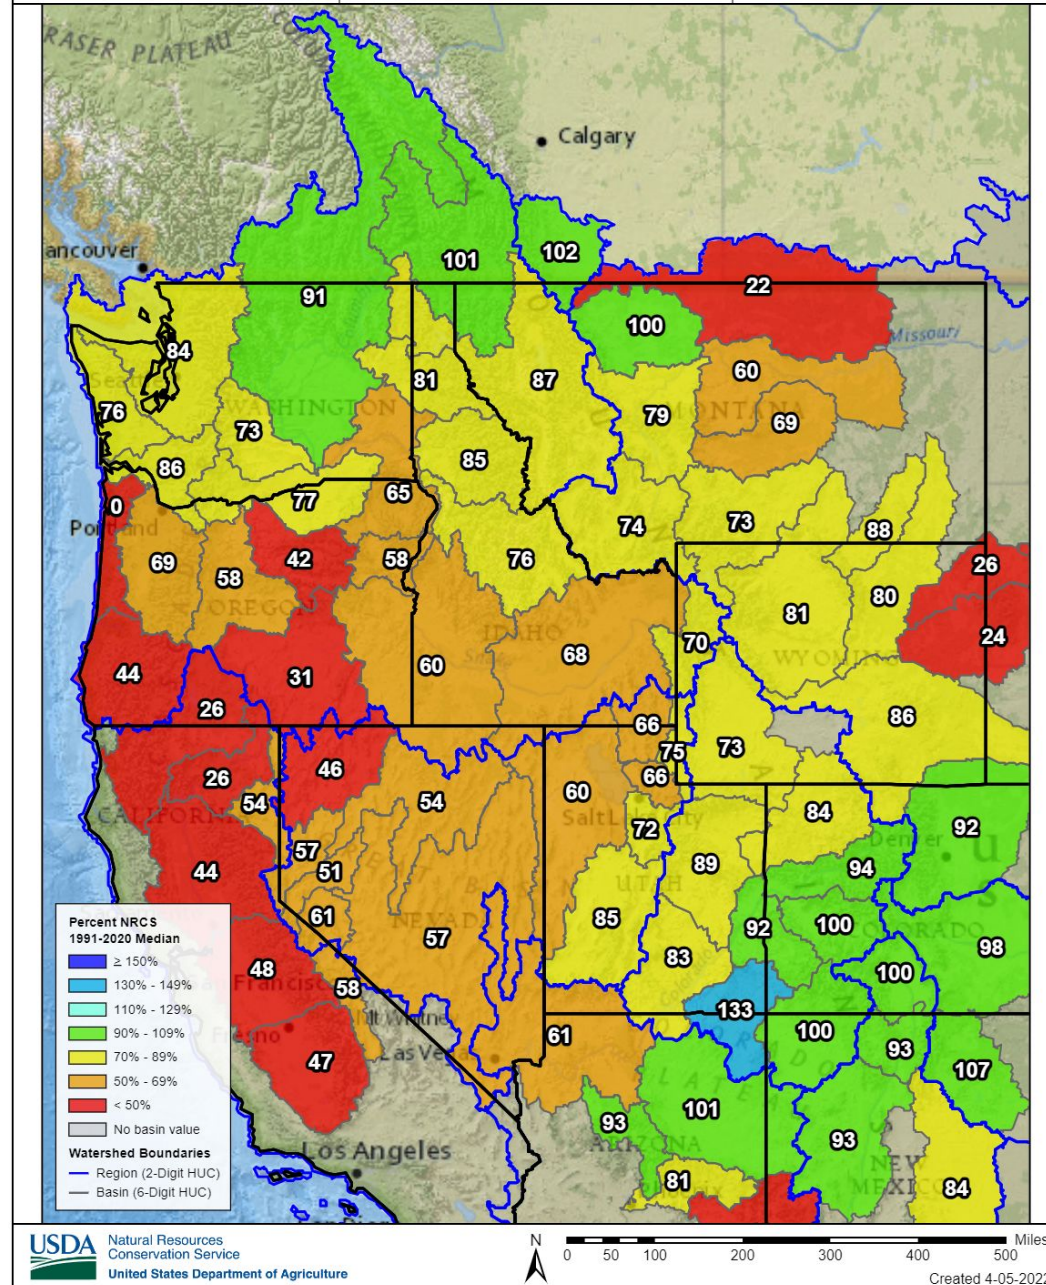 FRASER PLATEAU
Calgary
ancouver
102
101
22
91
100
Missouri
84
60
81
87
WASHINGTON
MONTANA
76
79
69
73
85
86
0
77
65
Portland
74
73
88
42
58
76
26
69
58
80
81
OREGON
24
IDAHO
70
WYOMING
44
31
60
68
Snake
26
66
86
75
73
46
66
26
54
54
60
CALIFORNIA
Salt Lake City
84
92
57
72
Denver
U
51
89
94
44
UTAH
S
61
NEVADA
85
92
100
COLORADO
57
98
83
48
100
San Francisco
58
133
Mt Whitney
61
100
93
Fresno
47
Las Vegas
107
101
93
93
ARIZONA
Los Angeles
81
NEW
MEXICO
84
Percent NRCS
1991-2020 Median
≥ 150%
130% - 149%
110% - 129%
90% - 109%
70% - 89%
50% - 69%
< 50%
No basin value
Watershed Boundaries
Region (2-Digit HUC)
Basin (6-Digit HUC)
USDA
Natural Resources
Conservation Service
United States Department of Agriculture
N
0 50 100 200 300 400 500
Miles
Created 4-05-2022